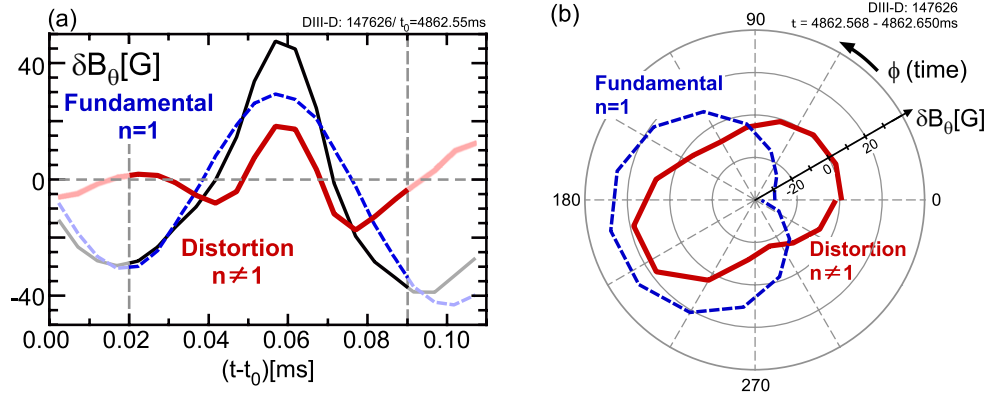 (a)
DIII-D: 147626/ t0=4862.55ms
δBθ[G]
Fundamental
n=1
Distortion
n≠1
40
0
-40
0.00 0.02 0.04 0.06 0.08 0.10
(t-t0)[ms]
(b)
DIII-D: 147626
t = 4862.568 - 4862.650ms
90
ϕ (time)
Fundamental
n=1
δBθ[G]
20
0
-20
180
0
Distortion
n≠1
270